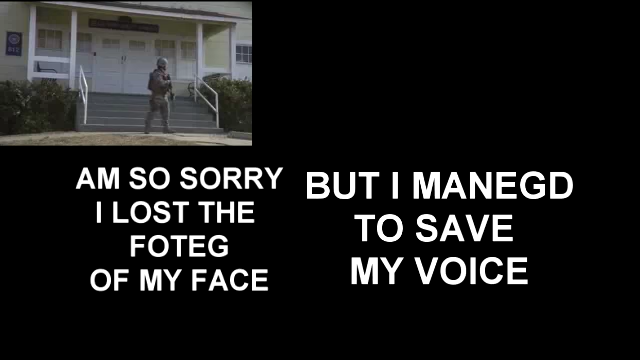 AM SO SORRY
I LOST THE
FOTEG
OF MY FACE
BUT I MANEGD
TO SAVE
MY VOICE